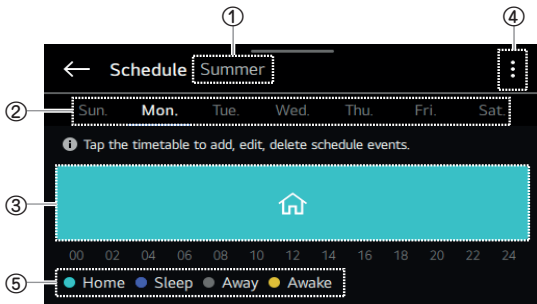 ① ④
Schedule Summer
② Sun. Mon. Tue. Wed. Thu. Fri. Sat.
Tap the timetable to add, edit, delete schedule events.
③
00 02 04 06 08 10 12 14 16 18 20 22 24
⑤ Home Sleep Away Awake